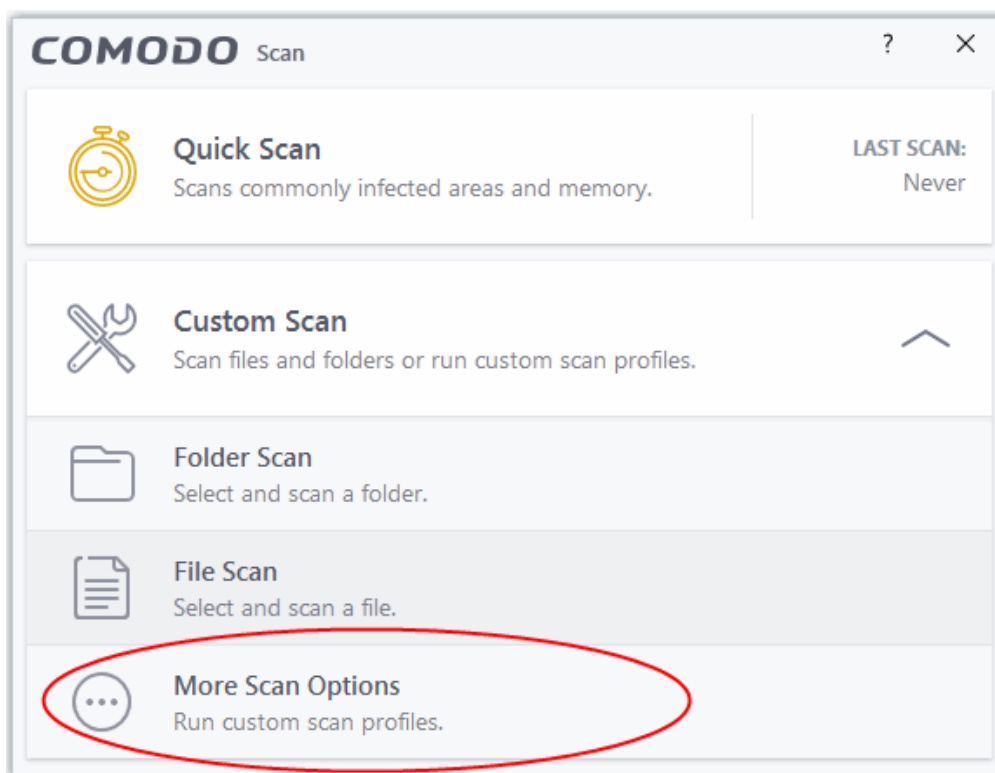 COMODO Scan ?
Quick Scan
Scans commonly infected areas and memory.
LAST SCAN:
Never
Custom Scan
Scan files and folders or run custom scan profiles.
Folder Scan
Select and scan a folder.
File Scan
Select and scan a file.
More Scan Options
Run custom scan profiles.